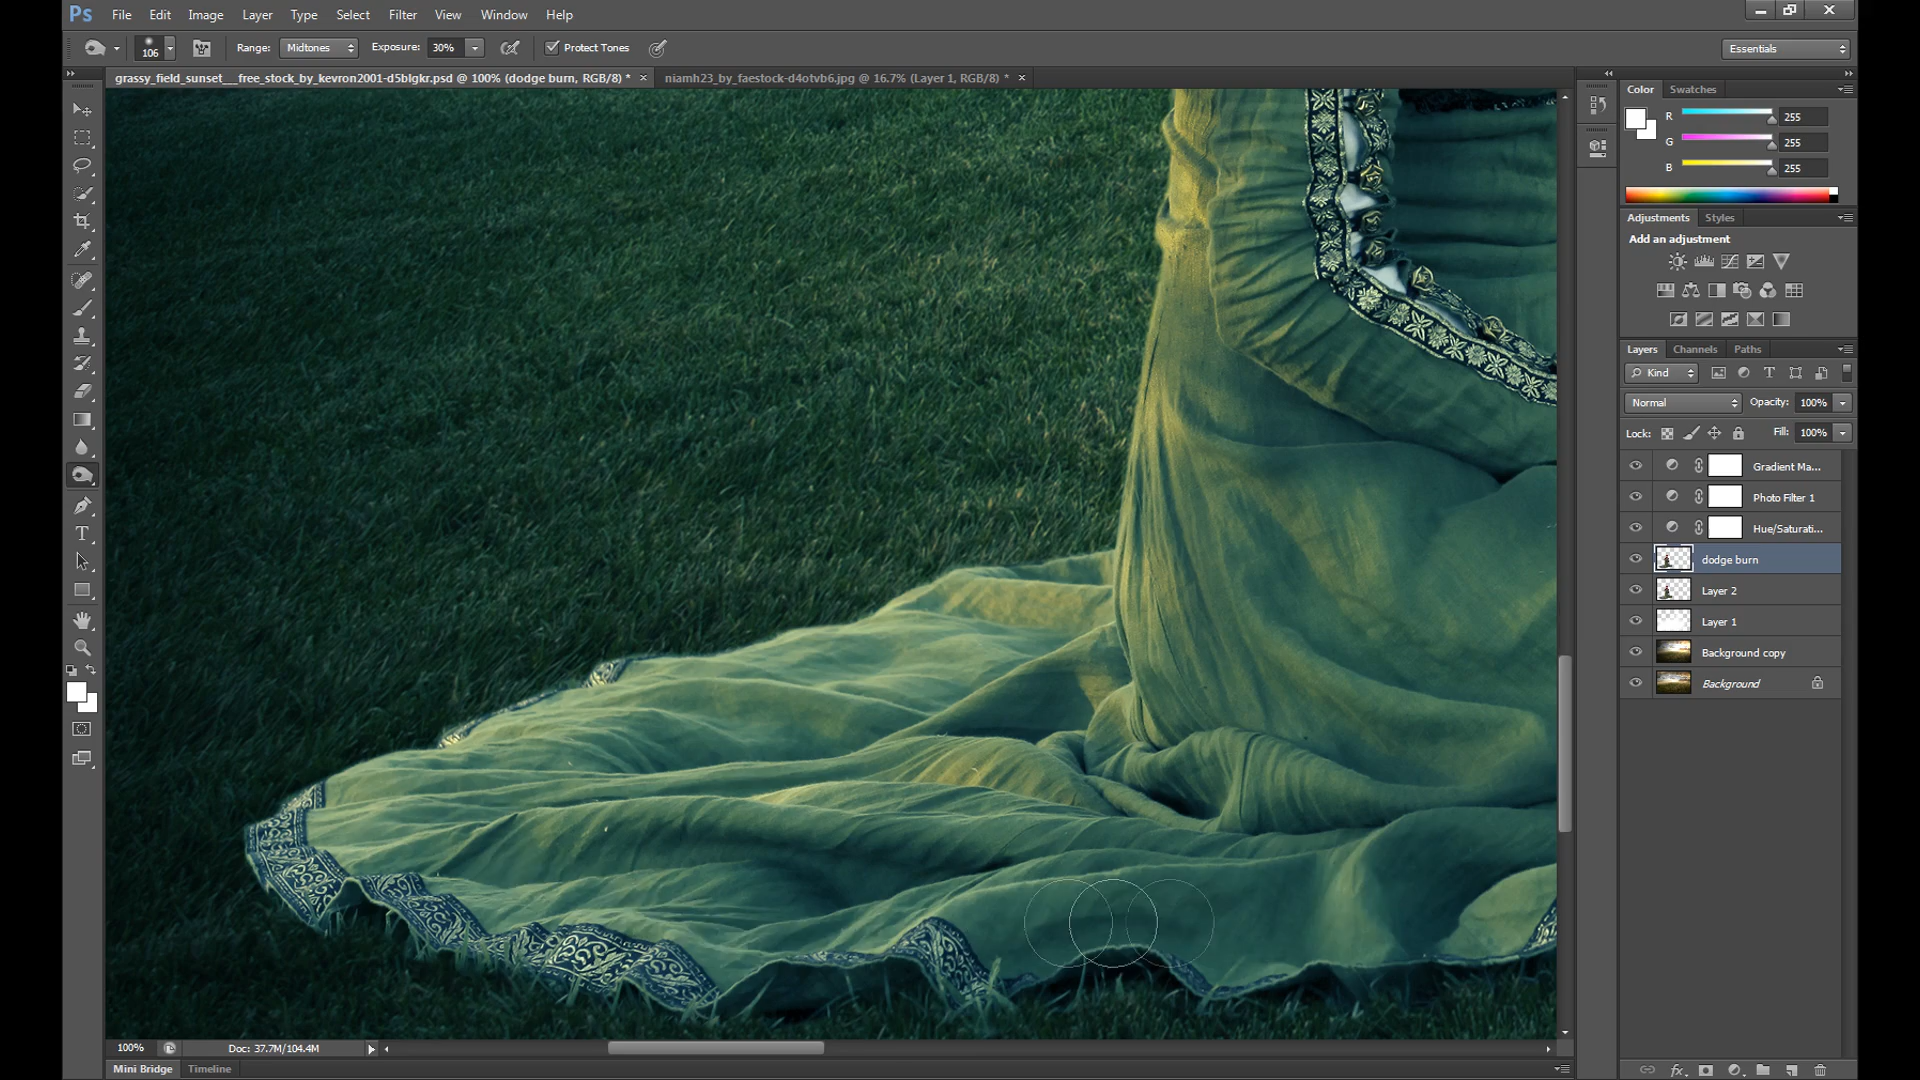 Ps File Edit Image Layer Type Select Filter View Window Help
106 Range: Midtones Exposure: 30% Protect Tones Essentials
grassy_field_sunset___free_stock_by_kevron2001-d5blgkr.psd @ 100% (dodge burn, RGB/8) * niamh23_by_faestock-d4otvb6.jpg @ 16.7% (Layer 1, RGB/8) *
Color Swatches
R 255
G 255
B 255
Adjustments Styles
Add an adjustment
Layers Channels Paths
Kind
Normal Opacity: 100%
Lock: Fill: 100%
Gradient Ma...
Photo Filter 1
Hue/Saturati...
dodge burn
Layer 2
Layer 1
Background copy
Background
100% Doc: 37.7M/104.4M
Mini Bridge Timeline